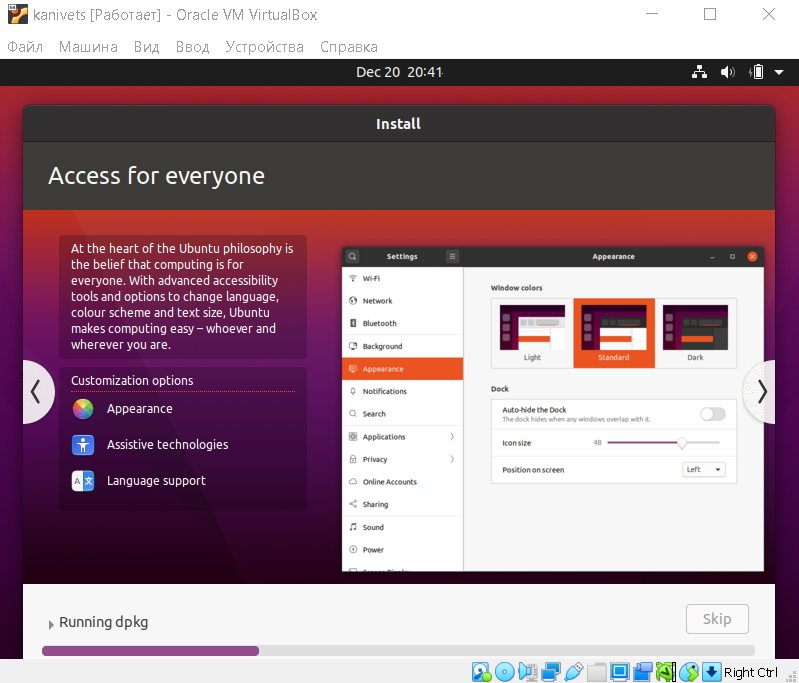 kanivets [Работает] - Oracle VM VirtualBox
Файл Машина Вид Ввод Устройства Справка
Dec 20 20:41
Install
Access for everyone
At the heart of the Ubuntu philosophy is
the belief that computing is for
everyone. With advanced accessibility
tools and options to change language,
colour scheme and text size, Ubuntu
makes computing easy – whoever and
wherever you are.
Customization options
Appearance
Assistive technologies
Language support
Settings
Appearance
Wi-Fi
Network
Bluetooth
Background
Appearance
Notifications
Search
Applications
Privacy
Online Accounts
Sharing
Sound
Power
Window colors
Light Standard Dark
Dock
Auto-hide the Dock
The dock hides when any windows overlap with it.
Icon size 48
Position on screen Left
Running dpkg
Skip
Right Ctrl